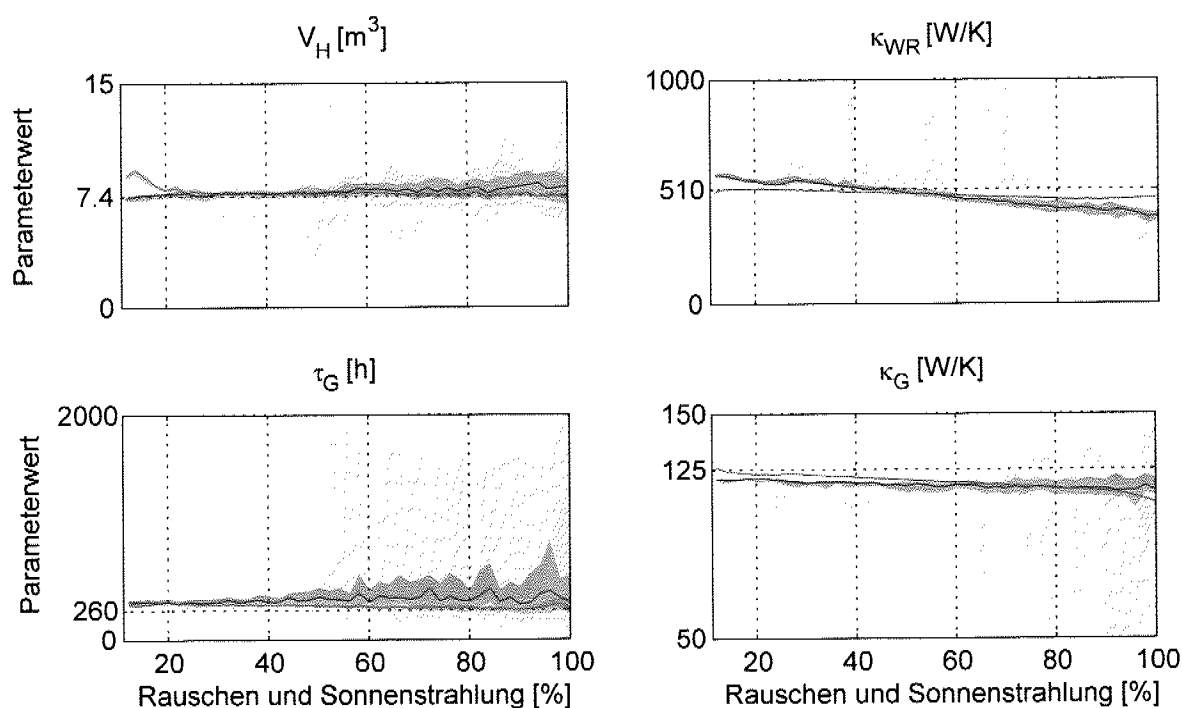 V_H [m³]
κ_WR [W/K]
Parameterwert
15
7.4
0
1000
510
0
τ_G [h]
κ_G [W/K]
Parameterwert
2000
260
0
150
125
50
20 40 60 80 100
20 40 60 80 100
Rauschen und Sonnenstrahlung [%]
Rauschen und Sonnenstrahlung [%]